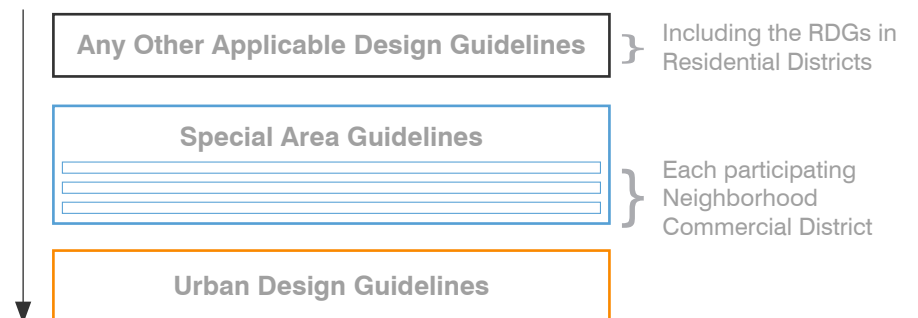 Any Other Applicable Design Guidelines
Including the RDGs in
Residential Districts
Special Area Guidelines
Each participating
Neighborhood
Commercial District
Urban Design Guidelines